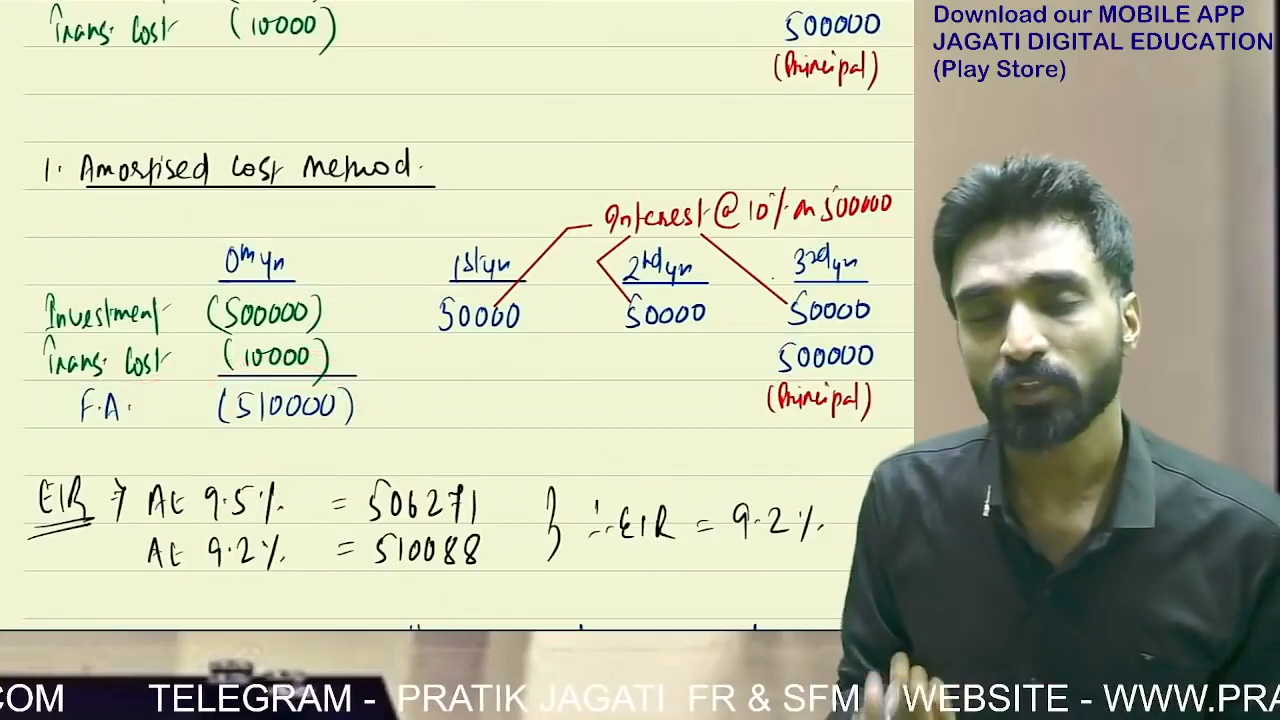 Trans. Cost (10000) 500000
(Principal)
Download our MOBILE APP
JAGATI DIGITAL EDUCATION
(Play Store)
1. Amortised Cost Method.
Interest @ 10% on 500000
0th yr 1st yr 2nd yr 3rd yr
Investment (500000) 50000 50000 50000
Trans. Cost (10000) 500000
F.A. (510000) (Principal)
EIR → At 9.5% = 506271
At 9.2% = 510088 } ∴ EIR = 9.2%
.COM TELEGRAM - PRATIK JAGATI FR & SFM WEBSITE - WWW.PRA